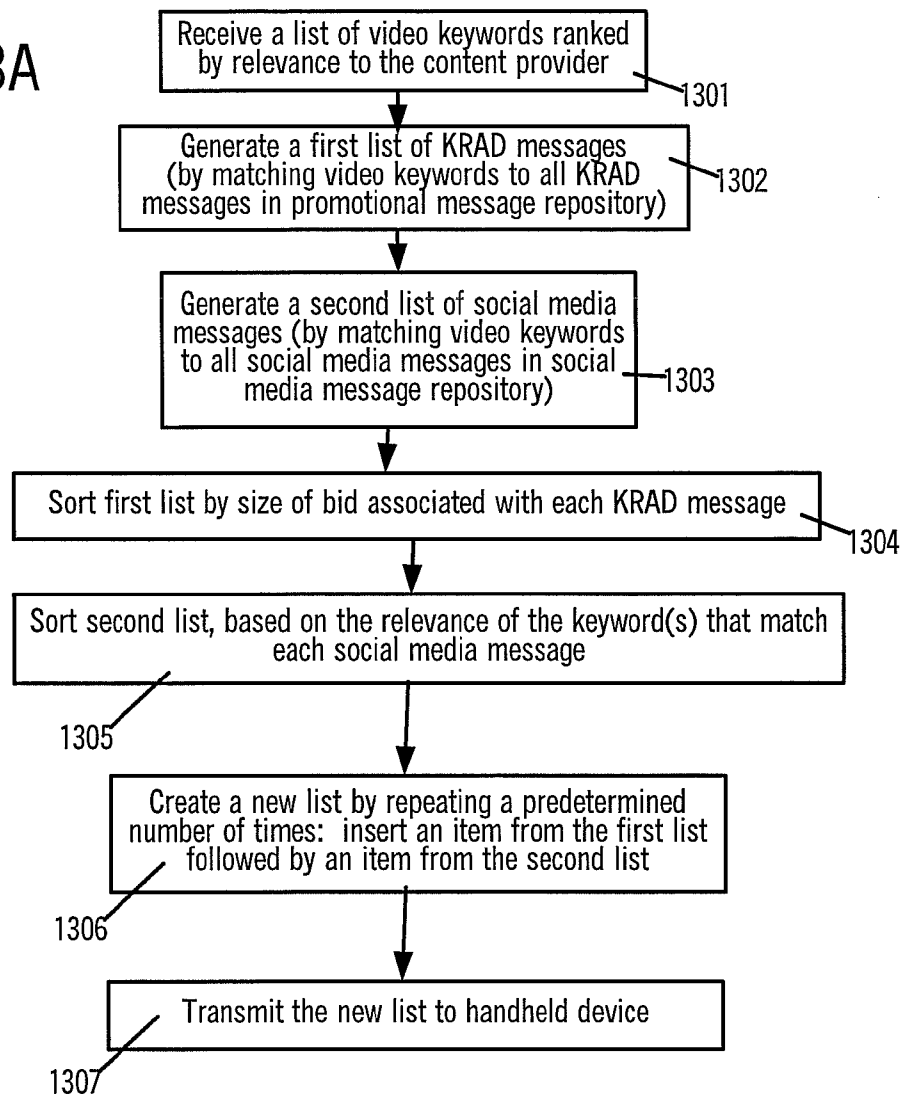 3A
Receive a list of video keywords ranked
by relevance to the content provider
1301
Generate a first list of KRAD messages
(by matching video keywords to all KRAD
messages in promotional message repository)
1302
Generate a second list of social media
messages (by matching video keywords
to all social media messages in social
media message repository)
1303
Sort first list by size of bid associated with each KRAD message
1304
Sort second list, based on the relevance of the keyword(s) that match
each social media message
1305
Create a new list by repeating a predetermined
number of times: insert an item from the first list
followed by an item from the second list
1306
Transmit the new list to handheld device
1307